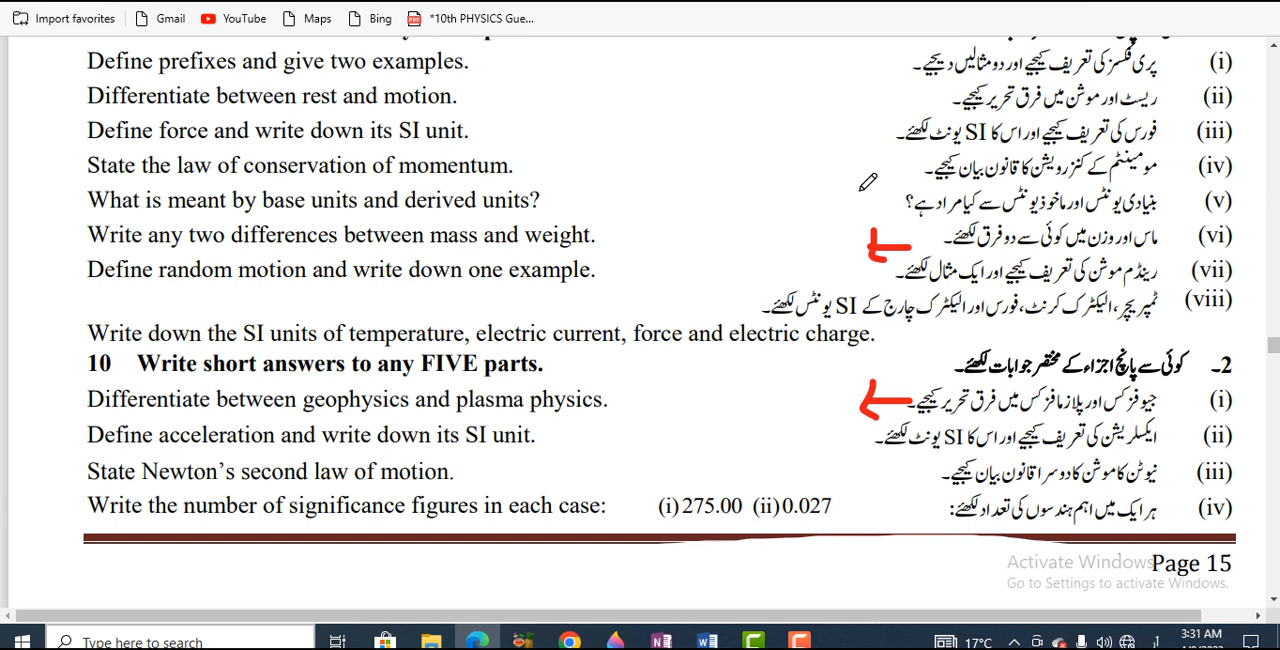 Import favorites Gmail YouTube Maps Bing *10th PHYSICS Gue...
Define prefixes and give two examples. پری فکسز کی تعریف کیجیے اور دو مثالیں دیجیے۔ (i)
Differentiate between rest and motion. ریسٹ اور موشن میں فرق تحریر کیجیے۔ (ii)
Define force and write down its SI unit. فورس کی تعریف کیجیے اور اس کا SI یونٹ لکھئے۔ (iii)
State the law of conservation of momentum. مومینٹم کے کنزرویشن کا قانون بیان کیجیے۔ (iv)
What is meant by base units and derived units? بنیادی یونٹس اور ماخوذ یونٹس سے کیا مراد ہے؟ (v)
Write any two differences between mass and weight. ماس اور وزن میں کوئی سے دو فرق لکھئے۔ (vi)
Define random motion and write down one example. رینڈم موشن کی تعریف کیجیے اور ایک مثال لکھئے۔ (vii)
ٹمپریچر، الیکٹرک کرنٹ، فورس اور الیکٹرک چارج کے SI یونٹس لکھئے۔ (viii)
Write down the SI units of temperature, electric current, force and electric charge.
10 Write short answers to any FIVE parts. کوئی سے پانچ اجزاء کے مختصر جوابات لکھئے۔ 2۔
Differentiate between geophysics and plasma physics. جیو فزکس اور پلازما فزکس میں فرق تحریر کیجیے۔ (i)
Define acceleration and write down its SI unit. ایکسلریشن کی تعریف کیجیے اور اس کا SI یونٹ لکھئے۔ (ii)
State Newton's second law of motion. نیوٹن کا موشن کا دوسرا قانون بیان کیجیے۔ (iii)
Write the number of significance figures in each case: (i) 275.00 (ii) 0.027 ہر ایک میں اہم ہندسوں کی تعداد لکھئے: (iv)
Activate Windows Page 15
Go to Settings to activate Windows.
Type here to search 17°C 3:31 AM